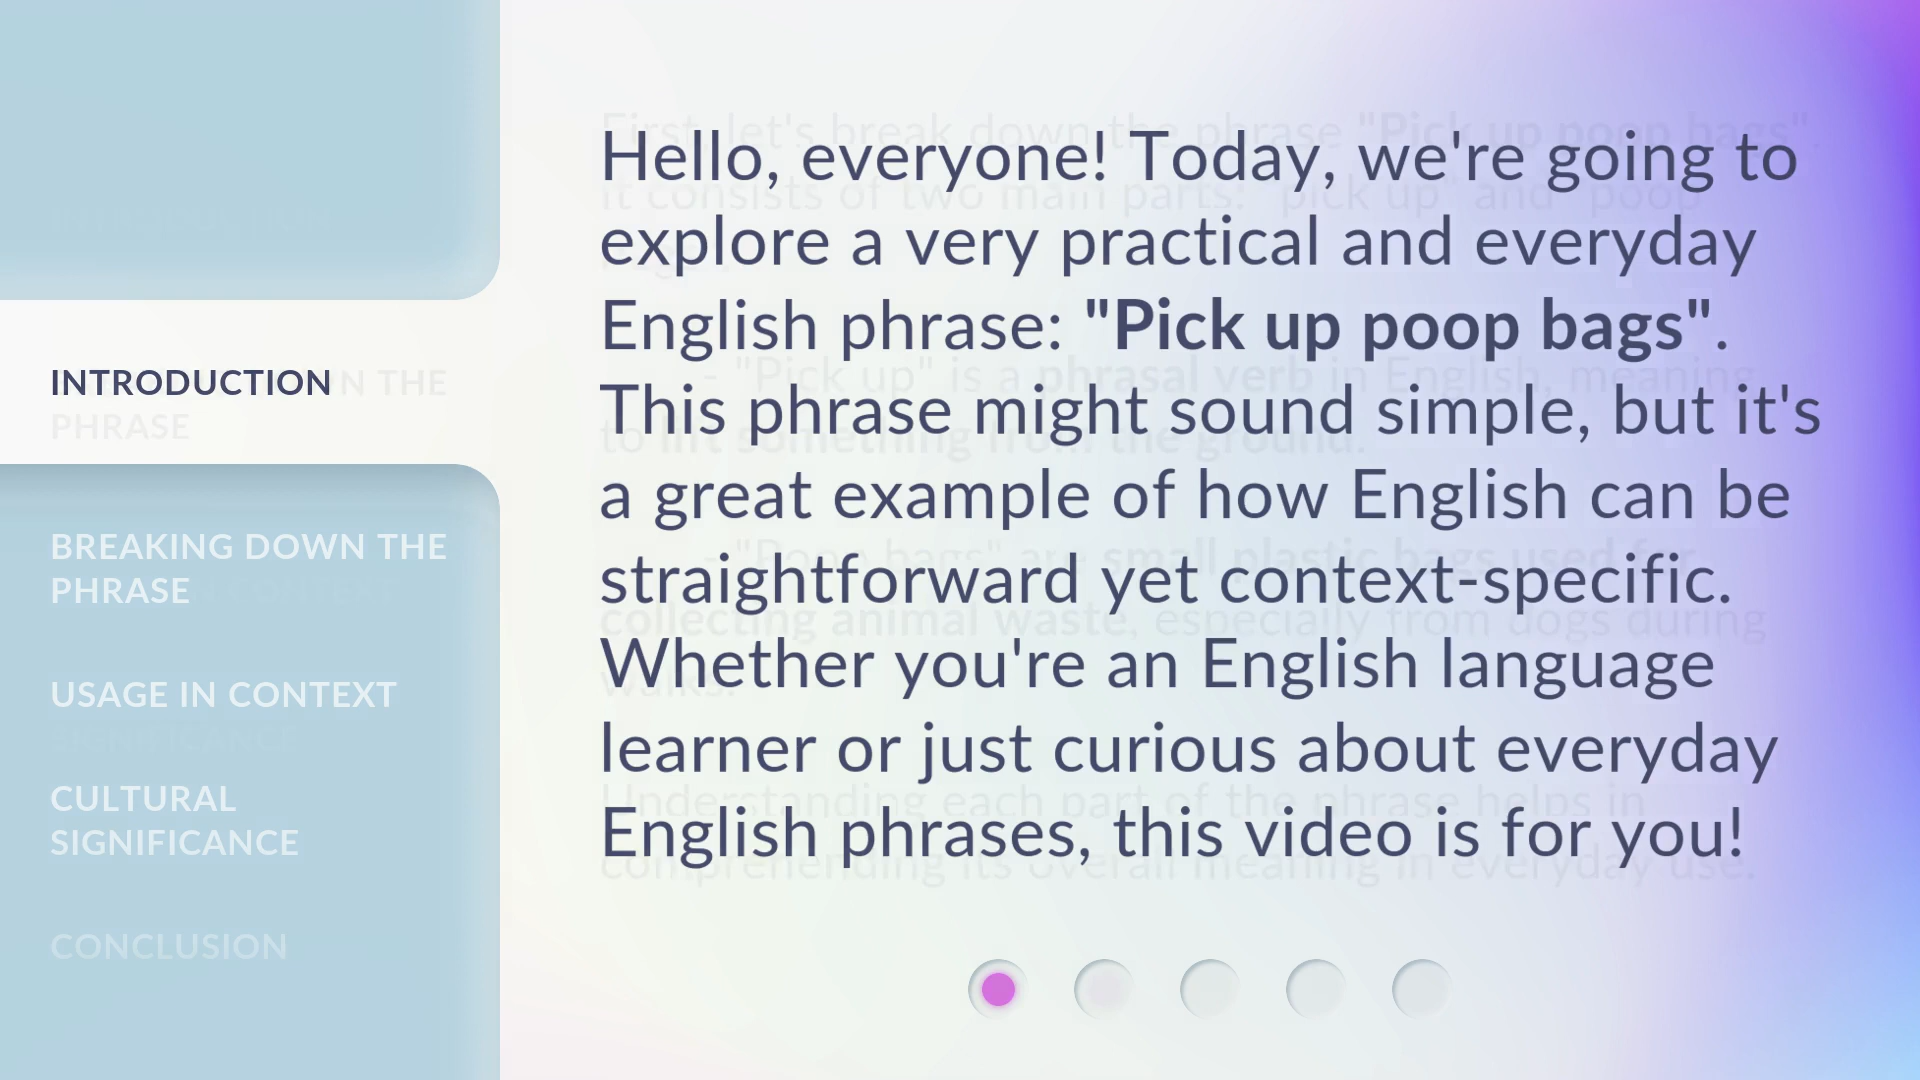 INTRODUCTION
BREAKING DOWN THE
PHRASE
USAGE IN CONTEXT
CULTURAL
SIGNIFICANCE
CONCLUSION
Hello, everyone! Today, we're going to
explore a very practical and everyday
English phrase: "Pick up poop bags".
This phrase might sound simple, but it's
a great example of how English can be
straightforward yet context-specific.
Whether you're an English language
learner or just curious about everyday
English phrases, this video is for you!